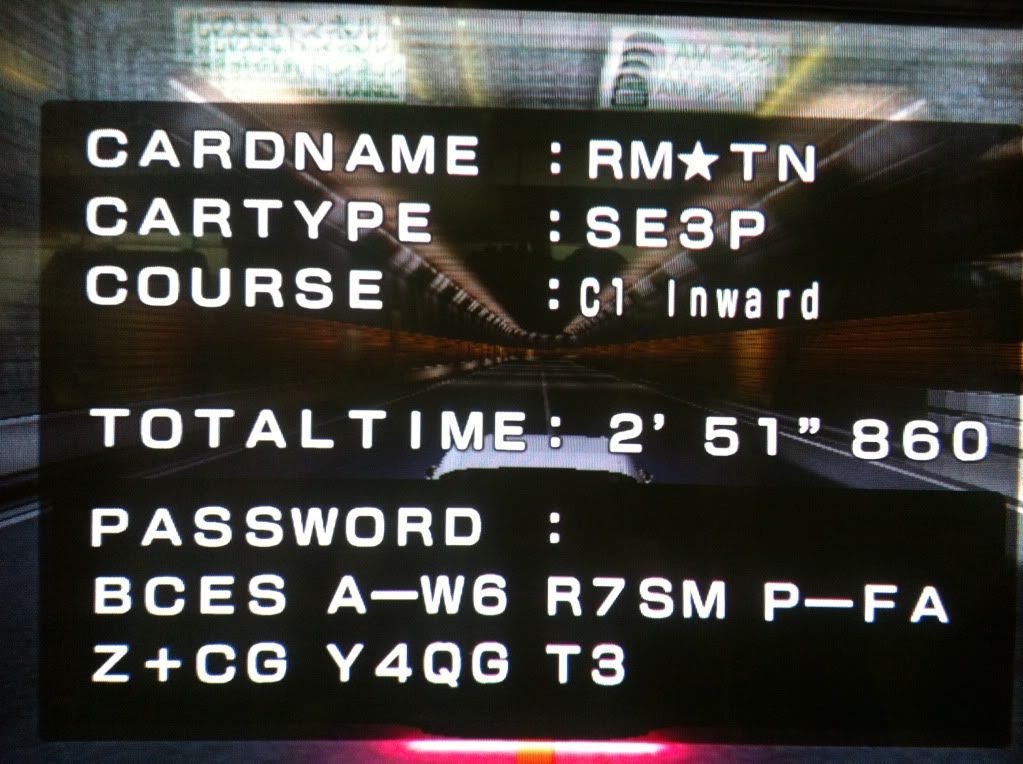 CARDNAME : RM★TN
CARTYPE : SE3P
COURSE : C1 Inward
TOTALTIME : 2' 51" 860
PASSWORD :
BCES A—W6 R7SM P—FA
Z+CG Y4QG T3